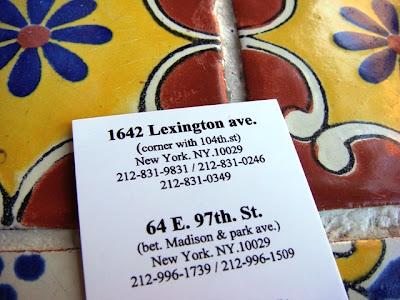 1642 Lexington ave.
(corner with 104th.st)
New York. NY.10029
212-831-9831 / 212-831-0246
212-831-0349
64 E. 97th. St.
(bet. Madison & park ave.)
New York. NY.10029
212-996-1739 / 212-996-1509